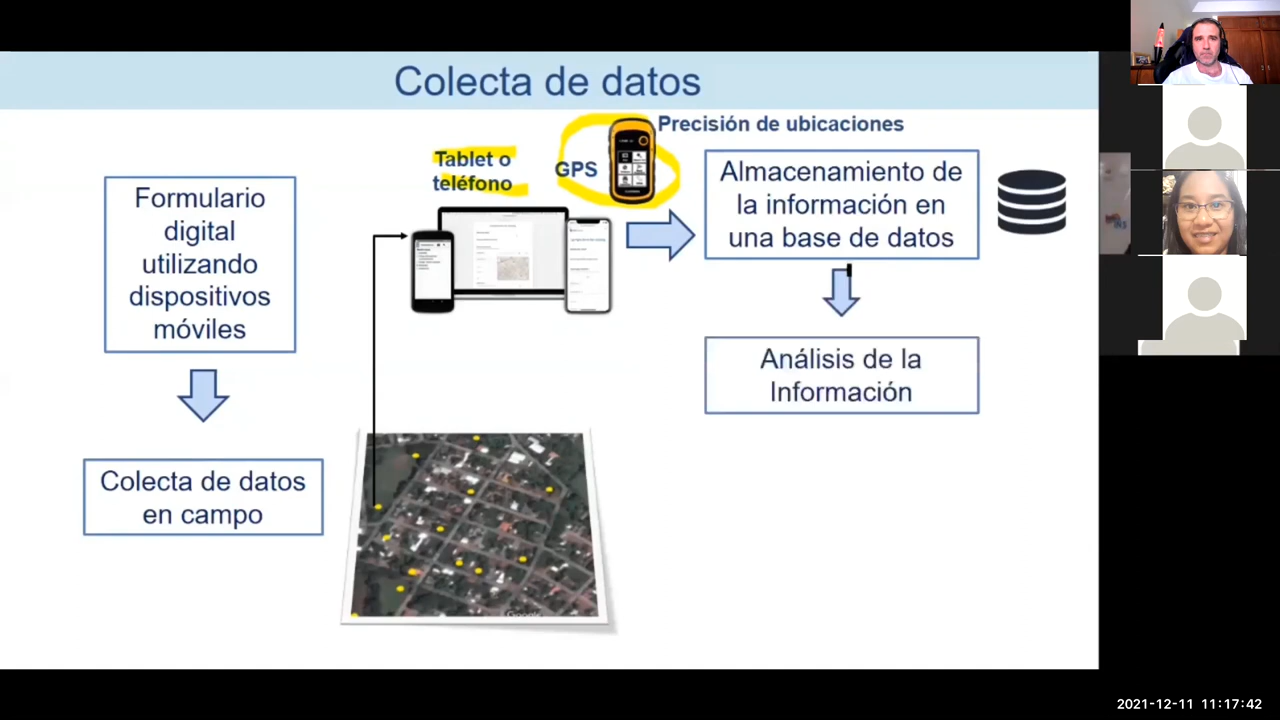 Colecta de datos
Precisión de ubicaciones
Tablet o
teléfono
GPS
Formulario
digital
utilizando
dispositivos
móviles
Almacenamiento de
la información en
una base de datos
Análisis de la
Información
Colecta de datos
en campo
Google
2021-12-11 11:17:42